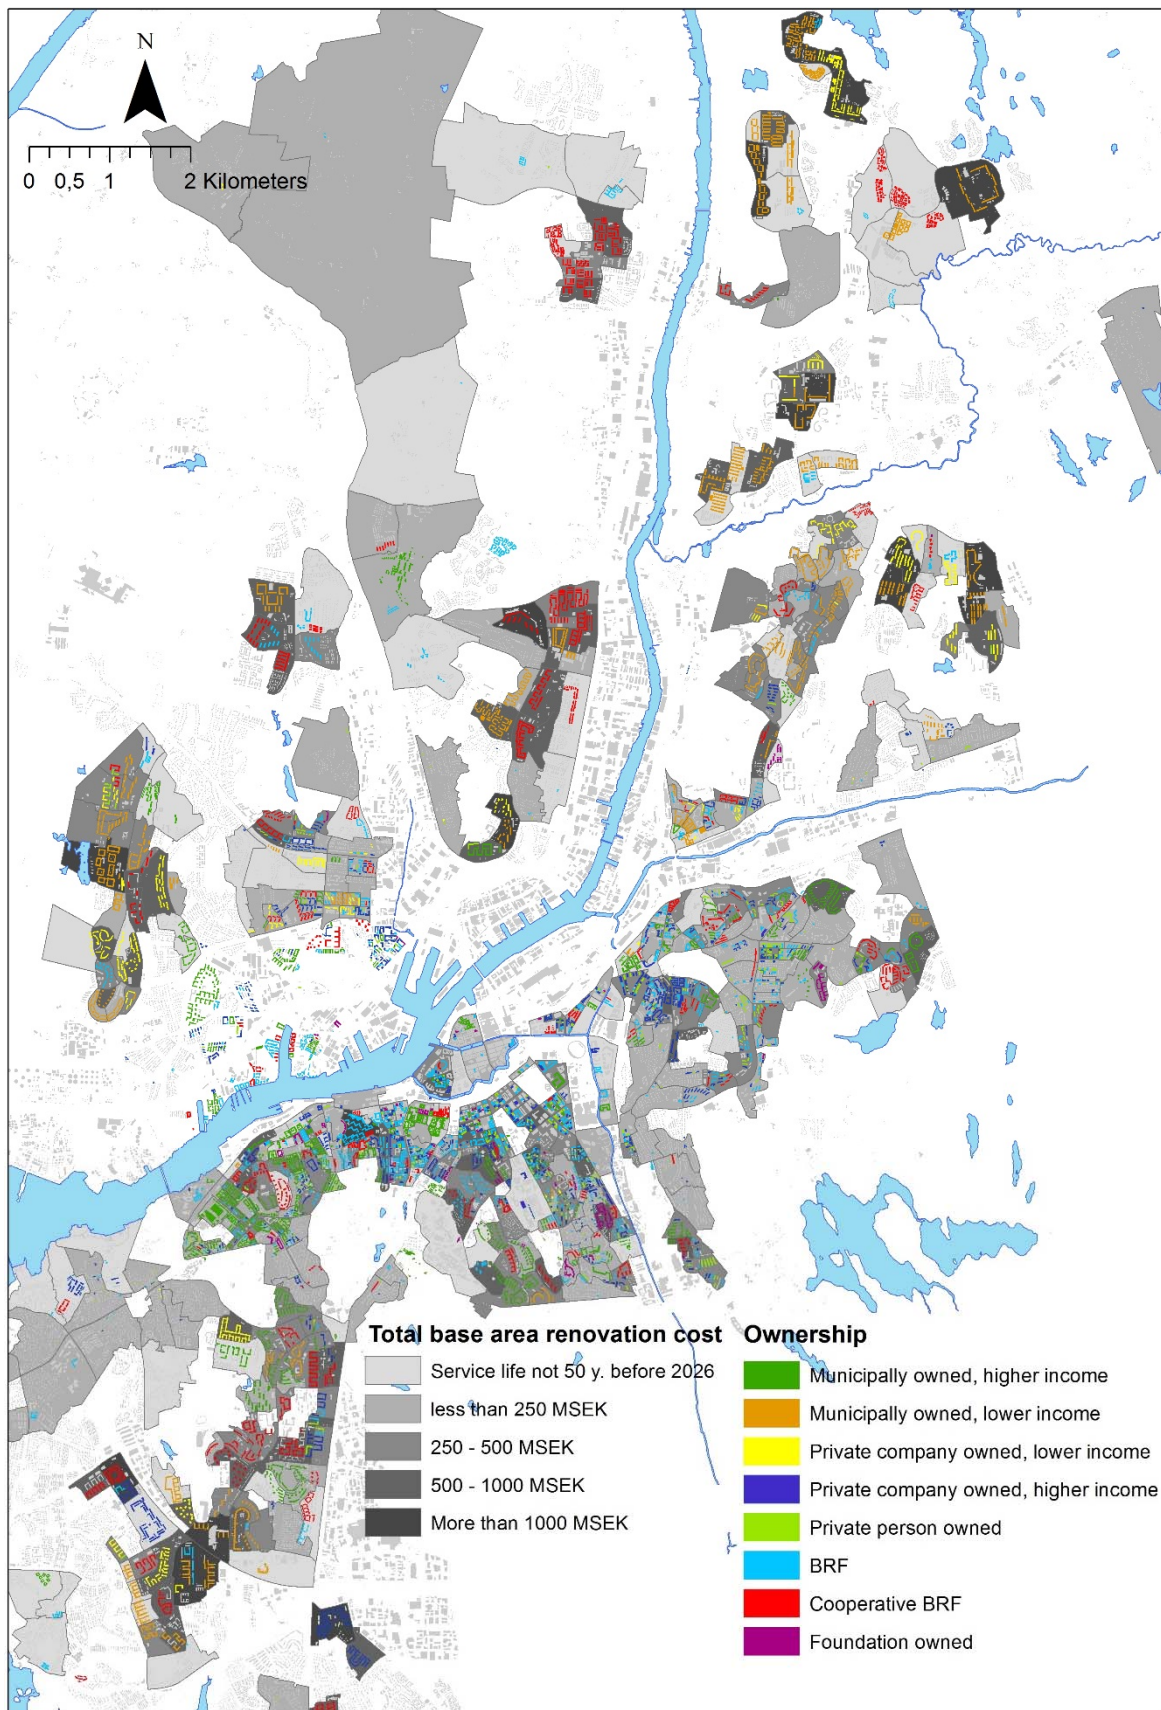 N
0 0,5 1 2 Kilometers
Total base area renovation cost
Service life not 50 y. before 2026
less than 250 MSEK
250 - 500 MSEK
500 - 1000 MSEK
More than 1000 MSEK
Ownership
Municipally owned, higher income
Municipally owned, lower income
Private company owned, lower income
Private company owned, higher income
Private person owned
BRF
Cooperative BRF
Foundation owned